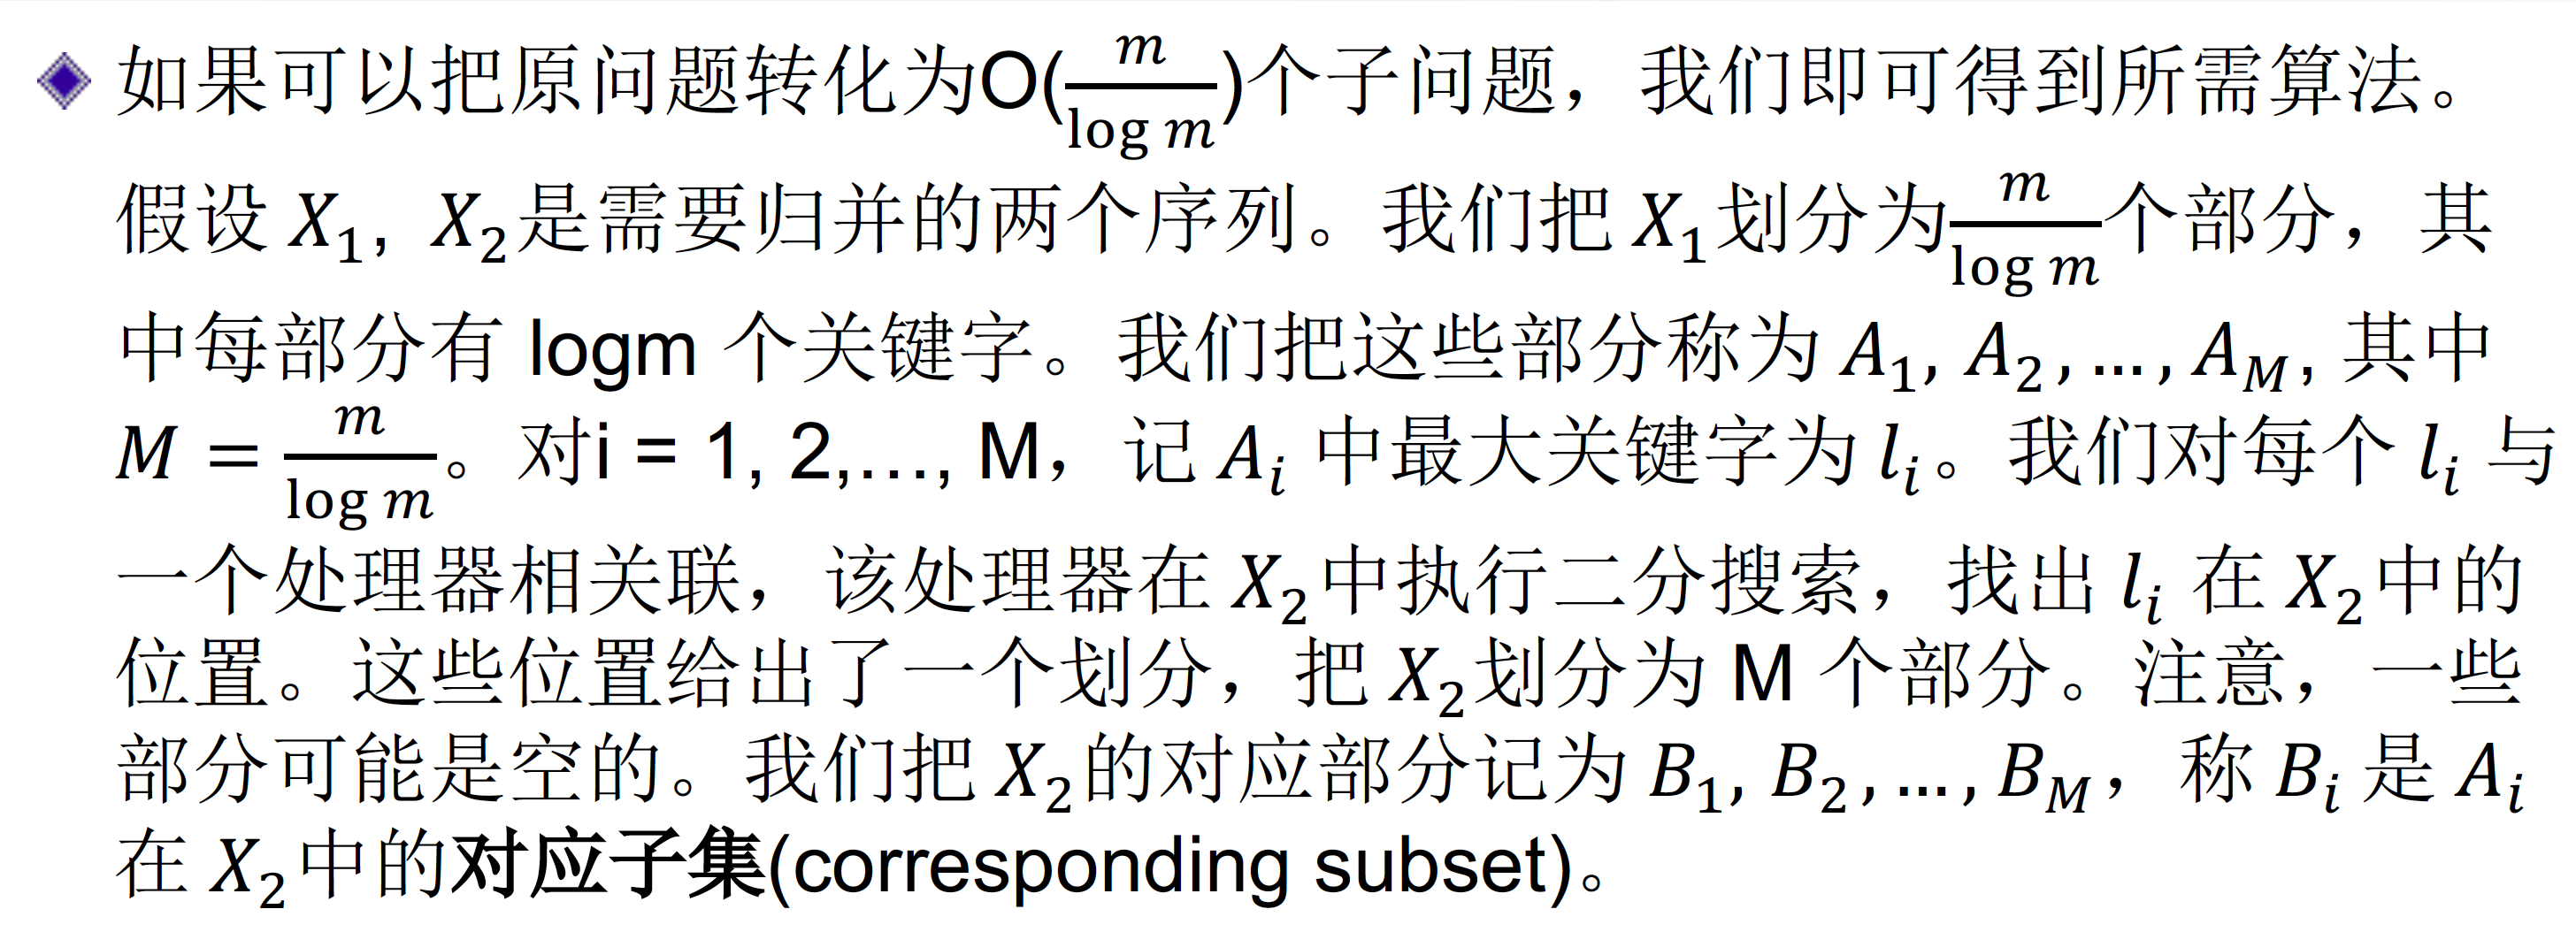 如果可以把原问题转化为O($\frac{m}{\log m}$)个子问题，我们即可得到所需算法。
假设 $X_1$, $X_2$是需要归并的两个序列。我们把 $X_1$划分为$\frac{m}{\log m}$个部分，其
中每部分有 logm 个关键字。我们把这些部分称为 $A_1, A_2, ..., A_M$, 其中
$M = \frac{m}{\log m}$。对i = 1, 2,..., M，记 $A_i$ 中最大关键字为 $l_i$。我们对每个 $l_i$ 与
一个处理器相关联，该处理器在 $X_2$中执行二分搜索，找出 $l_i$ 在 $X_2$中的
位置。这些位置给出了一个划分，把 $X_2$划分为 M 个部分。注意，一些
部分可能是空的。我们把 $X_2$的对应部分记为 $B_1, B_2, ..., B_M$，称 $B_i$ 是 $A_i$
在 $X_2$中的对应子集(corresponding subset)。